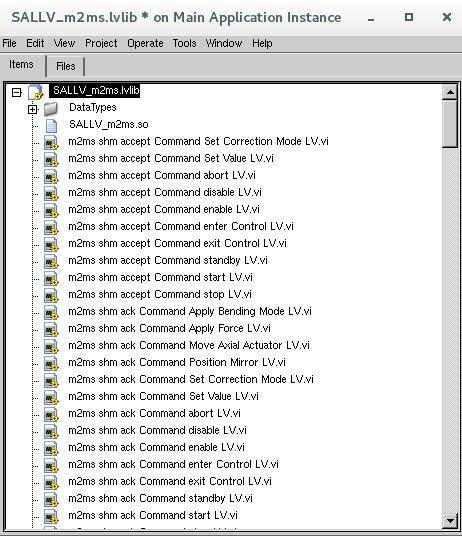 SALLV_m2ms.lvlib * on Main Application Instance
File Edit View Project Operate Tools Window Help
Items Files
SALLV_m2ms.lvlib
DataTypes
SALLV_m2ms.so
m2ms shm accept Command Set Correction Mode LV.vi
m2ms shm accept Command Set Value LV.vi
m2ms shm accept Command abort LV.vi
m2ms shm accept Command disable LV.vi
m2ms shm accept Command enable LV.vi
m2ms shm accept Command enter Control LV.vi
m2ms shm accept Command exit Control LV.vi
m2ms shm accept Command standby LV.vi
m2ms shm accept Command start LV.vi
m2ms shm accept Command stop LV.vi
m2ms shm ack Command Apply Bending Mode LV.vi
m2ms shm ack Command Apply Force LV.vi
m2ms shm ack Command Move Axial Actuator LV.vi
m2ms shm ack Command Position Mirror LV.vi
m2ms shm ack Command Set Correction Mode LV.vi
m2ms shm ack Command Set Value LV.vi
m2ms shm ack Command abort LV.vi
m2ms shm ack Command disable LV.vi
m2ms shm ack Command enable LV.vi
m2ms shm ack Command enter Control LV.vi
m2ms shm ack Command exit Control LV.vi
m2ms shm ack Command standby LV.vi
m2ms shm ack Command start LV.vi